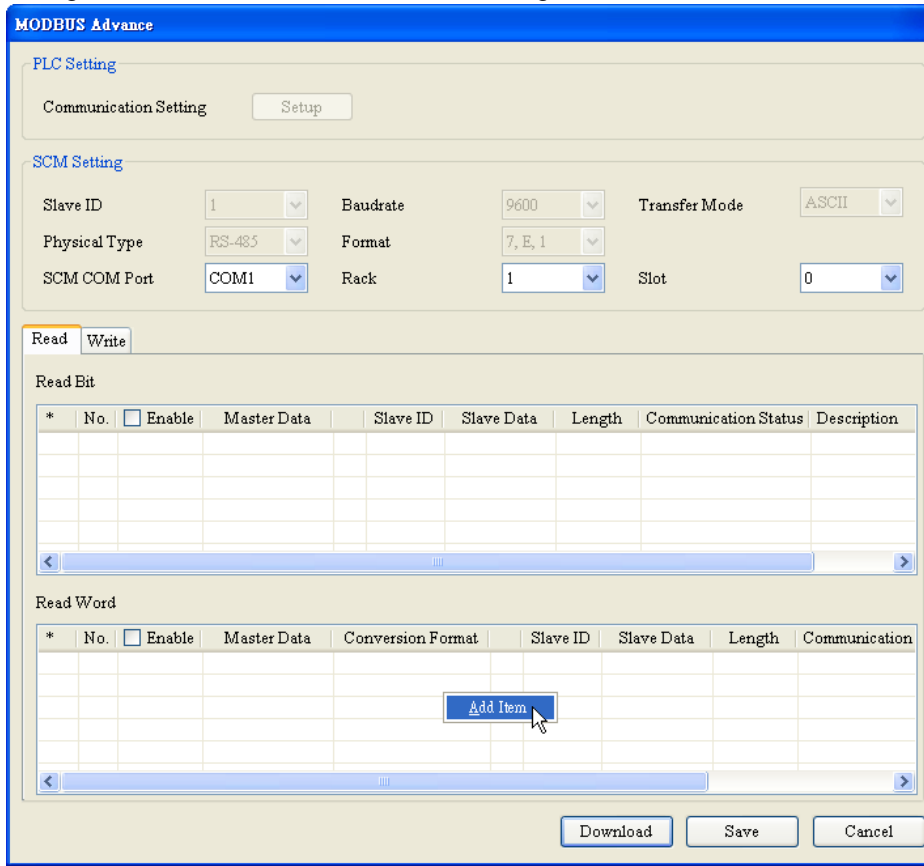 MODBUS Advance
PLC Setting
Communication Setting Setup
SCM Setting
Slave ID 1 Baudrate 9600 Transfer Mode ASCII
Physical Type RS-485 Format 7, E, 1
SCM COM Port COM1 Rack 1 Slot 0
Read Write
Read Bit
* No. Enable Master Data Slave ID Slave Data Length Communication Status Description
Read Word
* No. Enable Master Data Conversion Format Slave ID Slave Data Length Communication
Add Item
Download Save Cancel